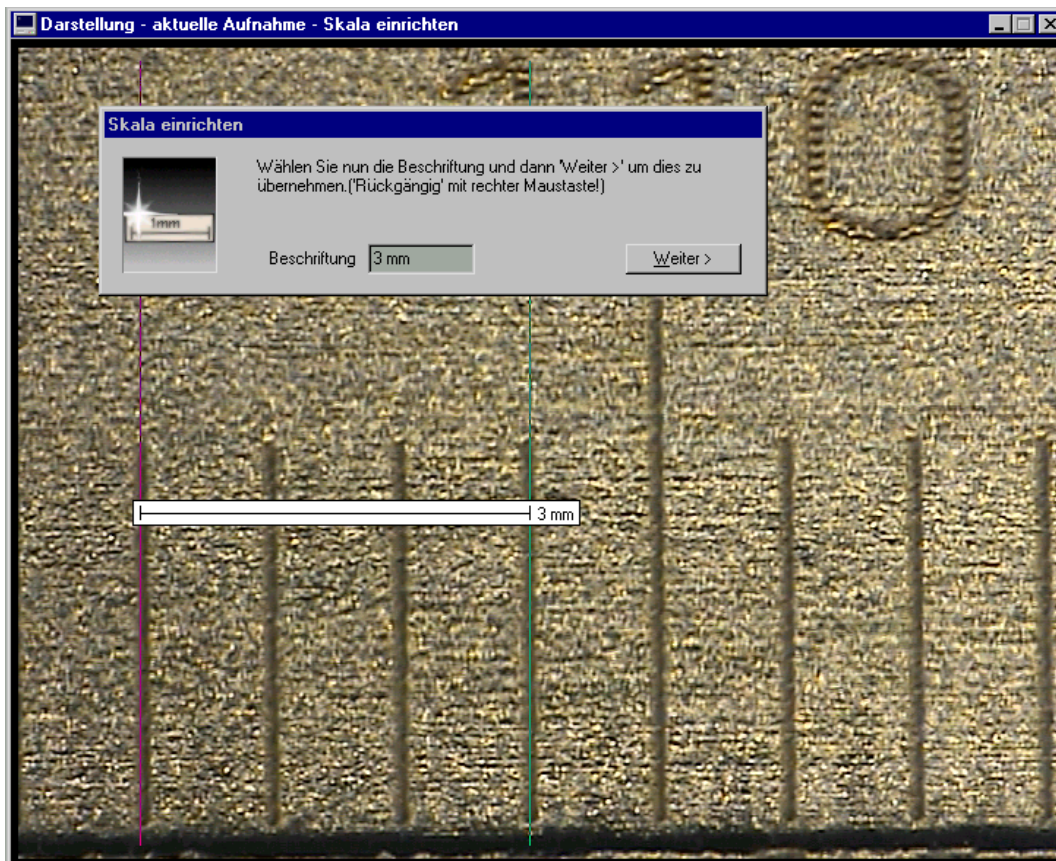 Darstellung - aktuelle Aufnahme - Skala einrichten
Skala einrichten
Wählen Sie nun die Beschriftung und dann 'Weiter >' um dies zu
übernehmen.('Rückgängig' mit rechter Maustaste!)
1mm
Beschriftung 3 mm
Weiter >
3 mm